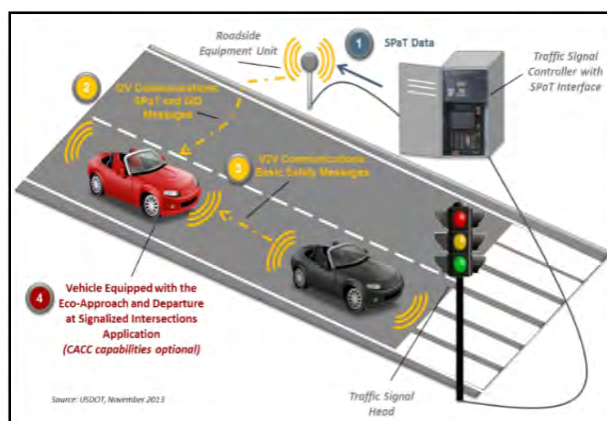 Roadside
Equipment Unit
1
SPaT Data
Traffic Signal
Controller with
SPaT Interface
2
I2V Communications:
SPaT and GID
Messages
3
V2V Communications:
Basic Safety Messages
4
Vehicle Equipped with the
Eco-Approach and Departure
at Signalized Intersections
Application
(CACC capabilities optional)
Traffic Signal
Head
Source: USDOT, November 2013